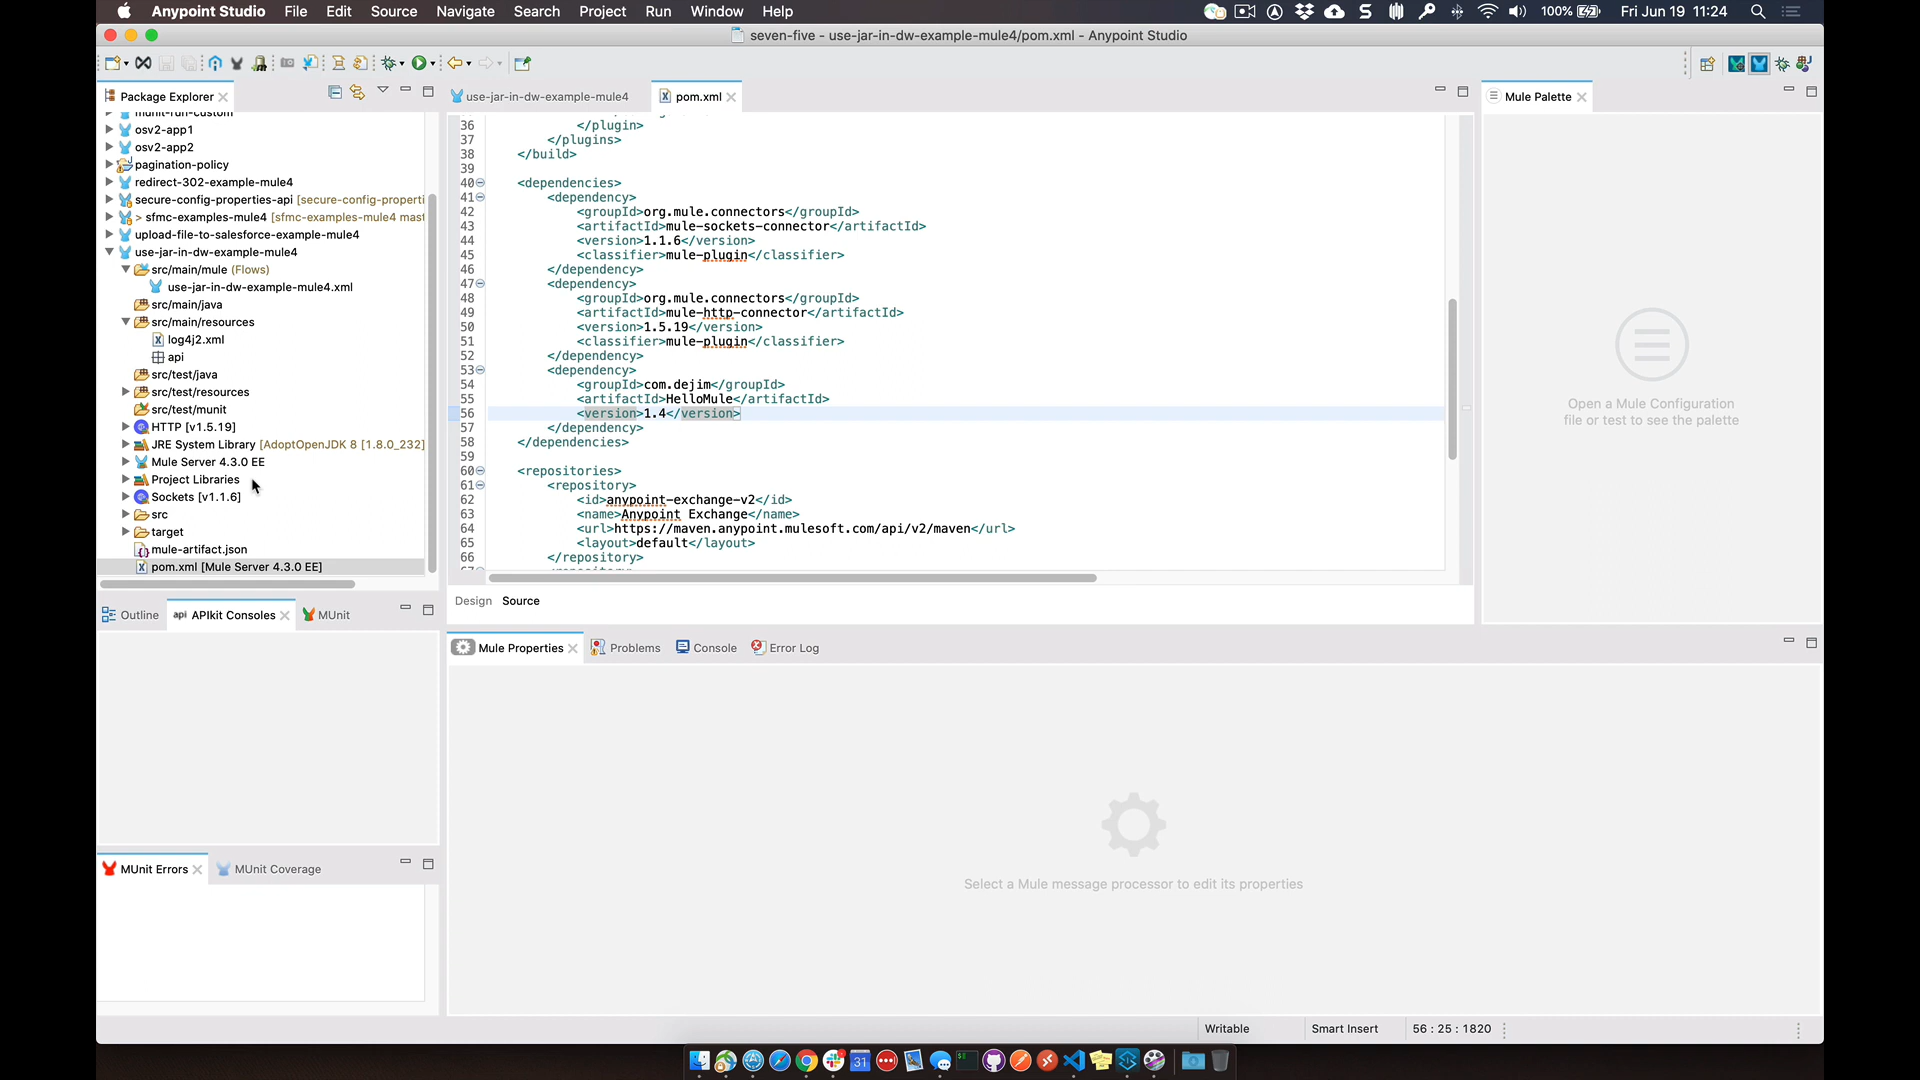 Anypoint Studio File Edit Source Navigate Search Project Run Window Help 100% Fri Jun 19 11:24
seven-five - use-jar-in-dw-example-mule4/pom.xml - Anypoint Studio
Package Explorer
munit-run-custom
osv2-app1
osv2-app2
pagination-policy
redirect-302-example-mule4
secure-config-properties-api [secure-config-properti
> sfmc-examples-mule4 [sfmc-examples-mule4 mast
upload-file-to-salesforce-example-mule4
use-jar-in-dw-example-mule4
src/main/mule (Flows)
use-jar-in-dw-example-mule4.xml
src/main/java
src/main/resources
log4j2.xml
api
src/test/java
src/test/resources
src/test/munit
HTTP [v1.5.19]
JRE System Library [AdoptOpenJDK 8 [1.8.0_232]
Mule Server 4.3.0 EE
Project Libraries
Sockets [v1.1.6]
src
target
mule-artifact.json
pom.xml [Mule Server 4.3.0 EE]
use-jar-in-dw-example-mule4 pom.xml
36 </plugin>
37 </plugins>
38 </build>
39
40 <dependencies>
41 <dependency>
42 <groupId>org.mule.connectors</groupId>
43 <artifactId>mule-sockets-connector</artifactId>
44 <version>1.1.6</version>
45 <classifier>mule-plugin</classifier>
46 </dependency>
47 <dependency>
48 <groupId>org.mule.connectors</groupId>
49 <artifactId>mule-http-connector</artifactId>
50 <version>1.5.19</version>
51 <classifier>mule-plugin</classifier>
52 </dependency>
53 <dependency>
54 <groupId>com.dejim</groupId>
55 <artifactId>HelloMule</artifactId>
56 <version>1.4</version>
57 </dependency>
58 </dependencies>
59
60 <repositories>
61 <repository>
62 <id>anypoint-exchange-v2</id>
63 <name>Anypoint Exchange</name>
64 <url>https://maven.anypoint.mulesoft.com/api/v2/maven</url>
65 <layout>default</layout>
66 </repository>
Design Source
Mule Palette
Open a Mule Configuration
file or test to see the palette
Outline api APIkit Consoles MUnit
Mule Properties Problems Console Error Log
Select a Mule message processor to edit its properties
MUnit Errors MUnit Coverage
Writable Smart Insert 56 : 25 : 1820
31